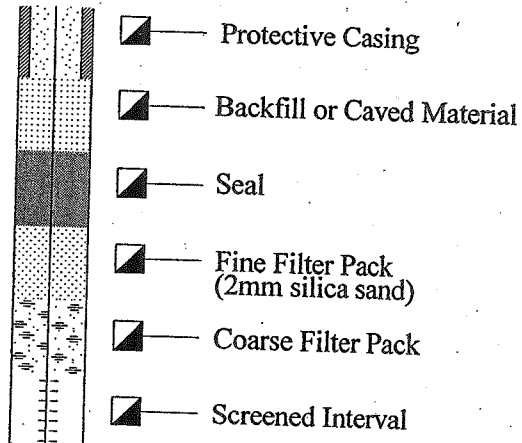 Protective Casing
Backfill or Caved Material
Seal
Fine Filter Pack
(2mm silica sand)
Coarse Filter Pack
Screened Interval